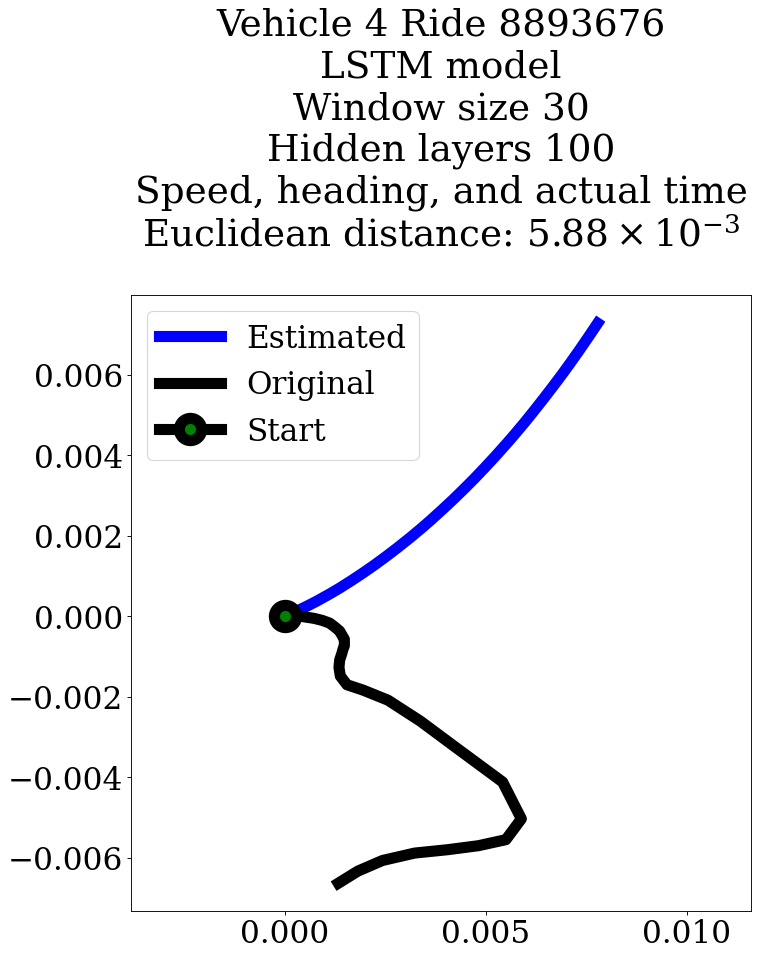 Vehicle 4 Ride 8893676
LSTM model
Window size 30
Hidden layers 100
Speed, heading, and actual time
Euclidean distance: 5.88 × 10⁻³
Estimated
Original
Start
0.006
0.004
0.002
0.000
−0.002
−0.004
−0.006
0.000 0.005 0.010